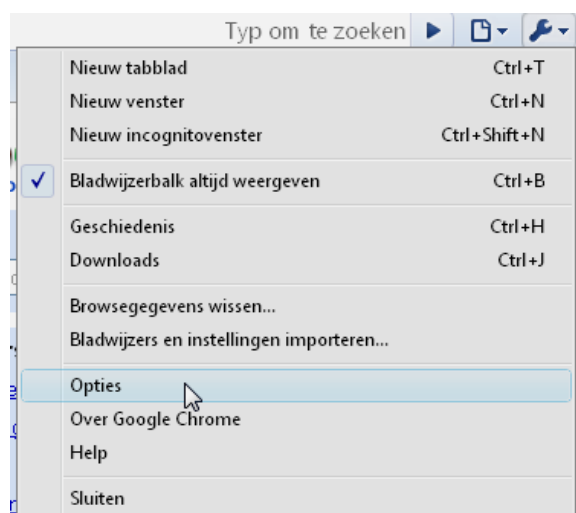 Typ om te zoeken
Nieuw tabblad Ctrl+T
Nieuw venster Ctrl+N
Nieuw incognitovenster Ctrl+Shift+N
Bladwijzerbalk altijd weergeven Ctrl+B
Geschiedenis Ctrl+H
Downloads Ctrl+J
Browsegegevens wissen...
Bladwijzers en instellingen importeren...
Opties
Over Google Chrome
Help
Sluiten